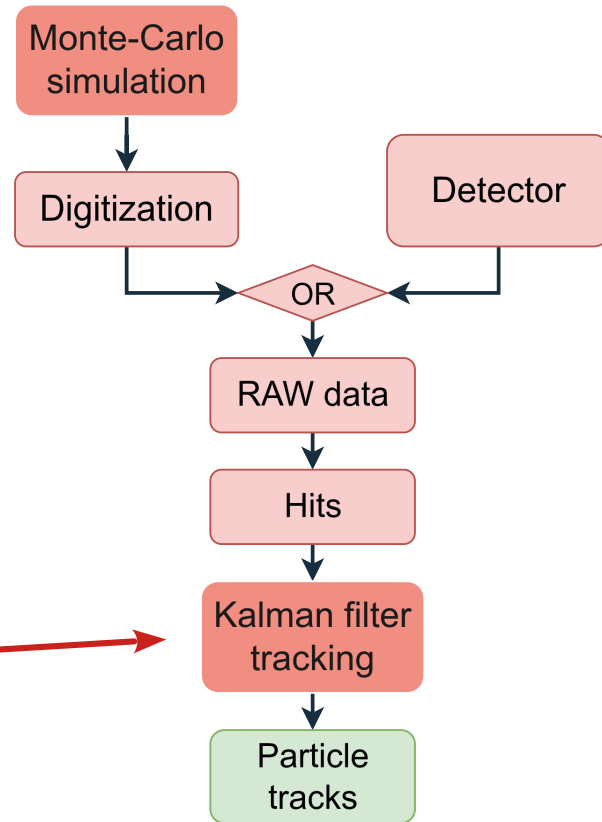 Monte-Carlo
simulation
Digitization
Detector
OR
RAW data
Hits
Kalman filter
tracking
Particle
tracks